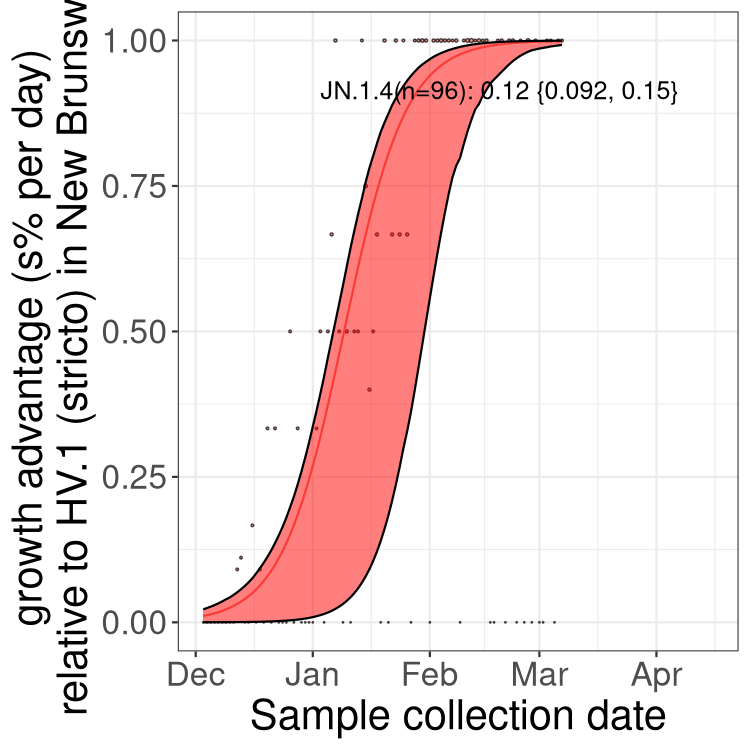 growth advantage (s% per day)
relative to HV.1 (stricto) in New Brunsw
1.00
0.75
0.50
0.25
0.00
JN.1.4(n=96): 0.12 {0.092, 0.15}
Dec Jan Feb Mar Apr
Sample collection date